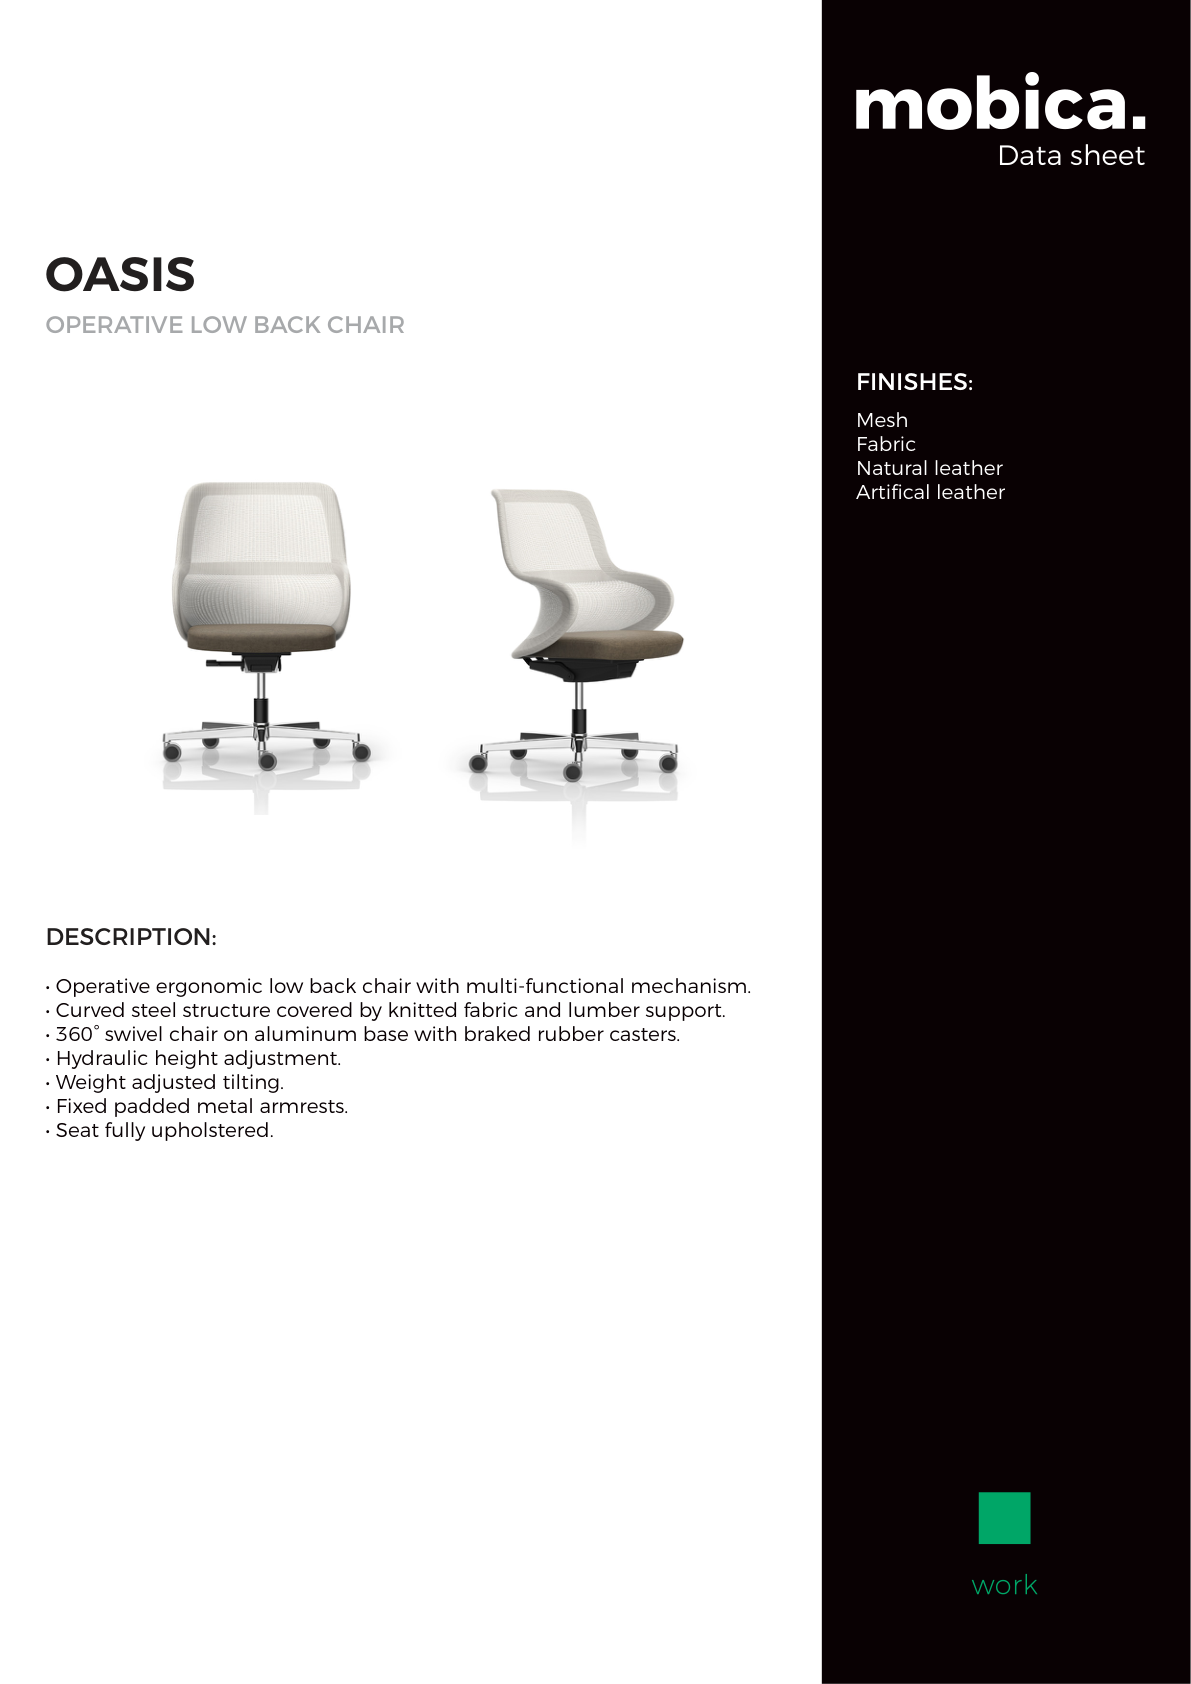 mobica.
Data sheet
OASIS
OPERATIVE LOW BACK CHAIR
FINISHES:
Mesh
Fabric
Natural leather
Artifical leather
DESCRIPTION:
• Operative ergonomic low back chair with multi-functional mechanism.
• Curved steel structure covered by knitted fabric and lumber support.
• 360° swivel chair on aluminum base with braked rubber casters.
• Hydraulic height adjustment.
• Weight adjusted tilting.
• Fixed padded metal armrests.
• Seat fully upholstered.
work